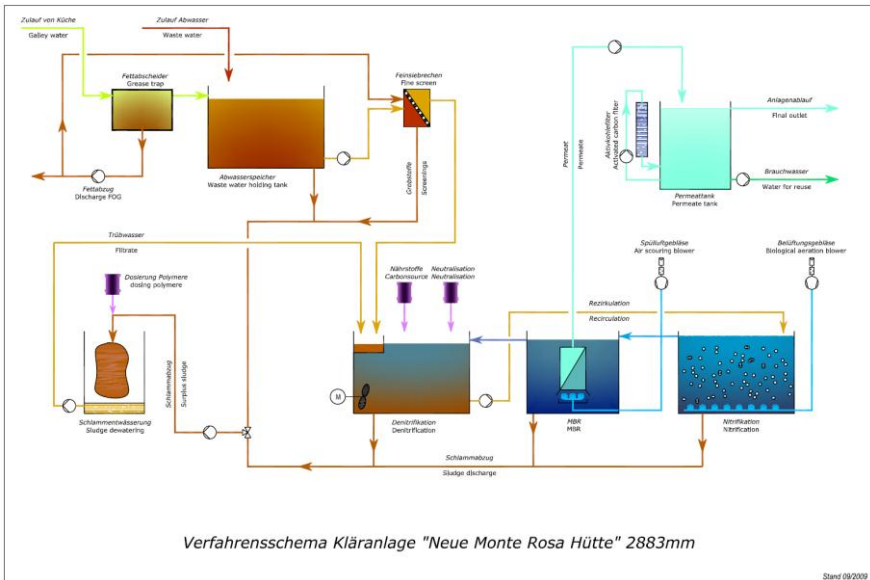 Zulauf von Küche
Galley water
Zulauf Abwasser
Waste water
Fettabscheider
Grease trap
Feinsiebrechen
Fine screen
Fettabzug
Discharge FOG
Abwasserspeicher
Waste water holding tank
Grobstoffe
Screenings
Permeat
Permeate
Aktivkohlefilter
Activated carbon filter
Anlagenablauf
Final outlet
Brauchwasser
Water for reuse
Permeattank
Permeate tank
Trübwasser
Filtrate
Dosierung Polymere
dosing polymere
Nährstoffe
Carbonsource
Neutralisation
Neutralisation
Spülluftgebläse
Air scouring blower
Belüftungsgebläse
Biological aeration blower
Rezirkulation
Recirculation
Schlammabzug
Surplus sludge
M
Schlammentwässerung
Sludge dewatering
Denitrifikation
Denitrification
MBR
MBR
Nitrifikation
Nitrification
Schlammabzug
Sludge discharge
Verfahrensschema Kläranlage "Neue Monte Rosa Hütte" 2883mm
Stand 09/2009